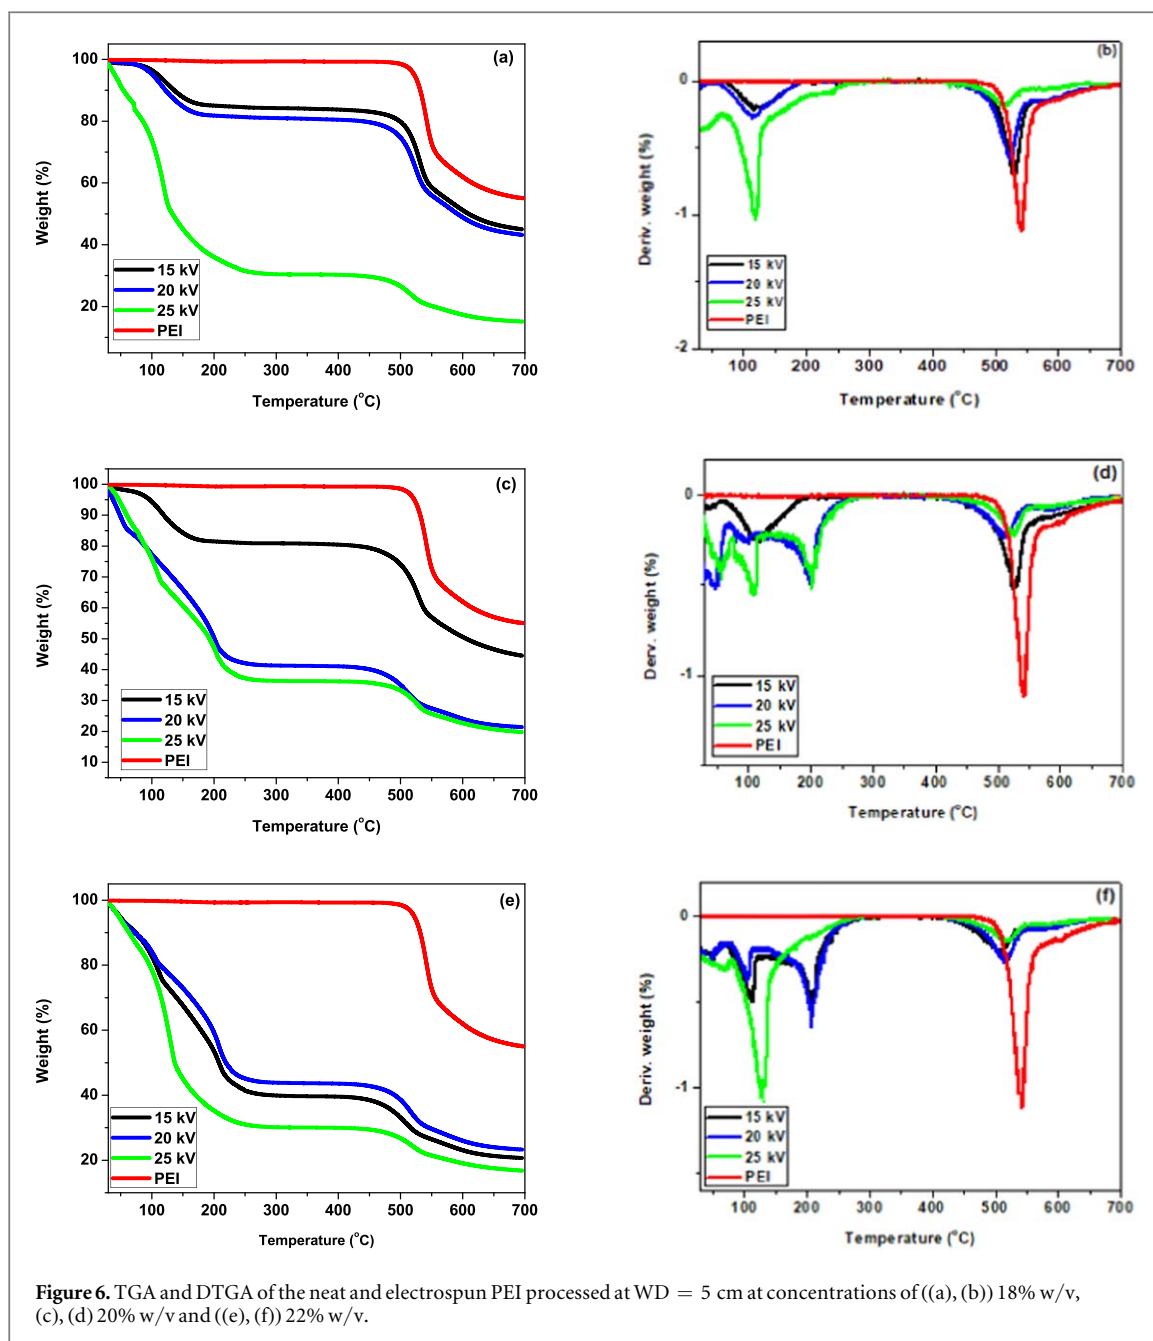 (a)
100
80
60
40
20
Weight (%)
15 kV
20 kV
25 kV
PEI
100 200 300 400 500 600 700
Temperature (°C)
(b)
0
-1
-2
Deriv. weight (%)
15 kV
20 kV
25 kV
PEI
100 200 300 400 500 600 700
Temperature (°C)
(c)
100
90
80
70
60
50
40
30
20
10
Weight (%)
15 kV
20 kV
25 kV
PEI
100 200 300 400 500 600 700
Temperature (°C)
(d)
0
-1
Derv. weight (%)
15 kV
20 kV
25 kV
PEI
100 200 300 400 500 600 700
Temperature (°C)
(e)
100
80
60
40
20
Weight (%)
15 kV
20 kV
25 kV
PEI
100 200 300 400 500 600 700
Temperature (°C)
(f)
0
-1
Deriv. weight (%)
15 kV
20 kV
25 kV
PEI
100 200 300 400 500 600 700
Temperature (°C)
Figure 6. TGA and DTGA of the neat and electrospun PEI processed at WD = 5 cm at concentrations of ((a), (b)) 18% w/v,
(c), (d) 20% w/v and ((e), (f)) 22% w/v.